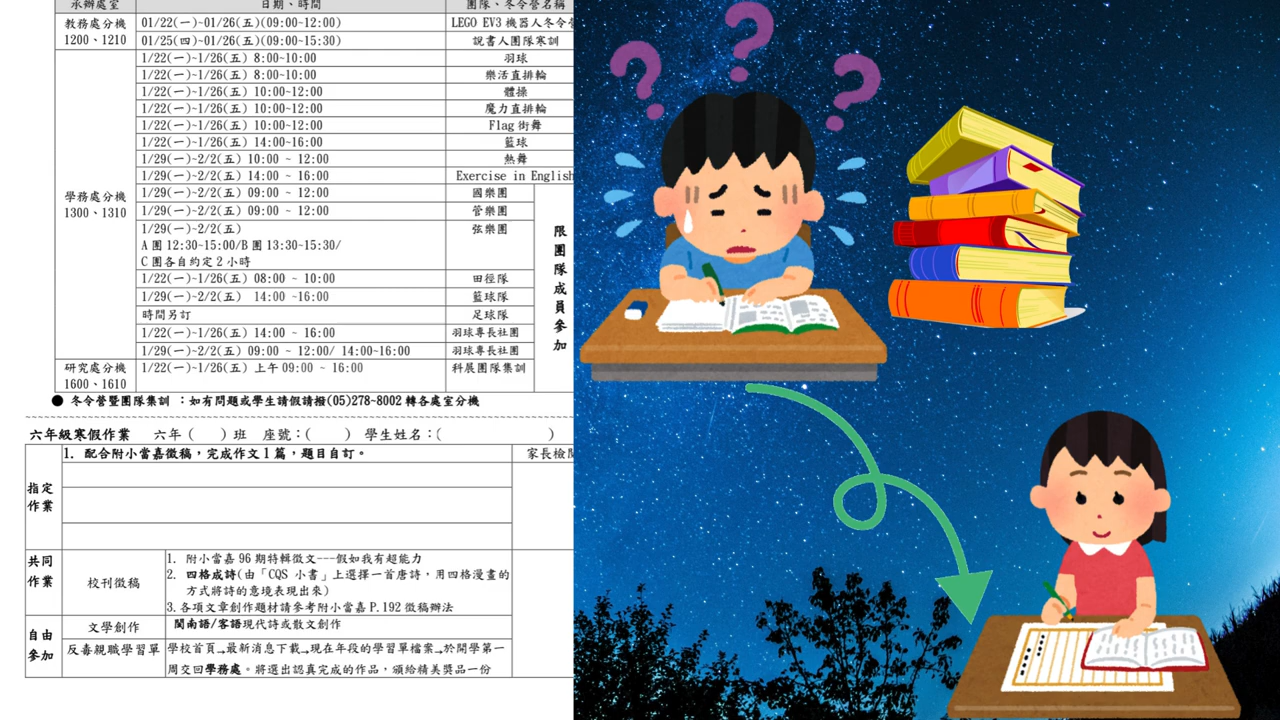 承辦處室 日期、時間 團隊、冬令營名稱
教務處分機 1200、1210
01/22(一)~01/26(五)(09:00~12:00) LEGO EV3 機器人冬令營
01/25(四)~01/26(五)(09:00~15:30) 說書人團隊寒訓
學務處分機 1300、1310
1/22(一)~1/26(五) 8:00~10:00 羽球
1/22(一)~1/26(五) 8:00~10:00 樂活直排輪
1/22(一)~1/26(五) 10:00~12:00 體操
1/22(一)~1/26(五) 10:00~12:00 魔力直排輪
1/22(一)~1/26(五) 10:00~12:00 Flag 街舞
1/22(一)~1/26(五) 14:00~16:00 籃球
1/29(一)~2/2(五) 10:00 ~ 12:00 熱舞
1/29(一)~2/2(五) 14:00 ~ 16:00 Exercise in English
1/29(一)~2/2(五) 09:00 ~ 12:00 國樂團
1/29(一)~2/2(五) 09:00 ~ 12:00 管樂團
1/29(一)~2/2(五) 弦樂團
A 團 12:30~15:00/B 團 13:30~15:30/
C 團各自約定 2 小時
1/22(一)~1/26(五) 08:00 ~ 10:00 田徑隊
1/29(一)~2/2(五) 14:00 ~16:00 籃球隊
時間另訂 足球隊
1/22(一)~1/26(五) 14:00 ~ 16:00 羽球專長社團
1/29(一)~2/2(五) 09:00 ~ 12:00/ 14:00~16:00 羽球專長社團
限團隊成員參加
研究處分機 1600、1610
1/22(一)~1/26(五) 上午 09:00 ~ 16:00 科展團隊集訓
● 冬令營暨團隊集訓 ：如有問題或學生請假請撥(05)278~8002 轉各處室分機
六年級寒假作業 六年（ ）班 座號：( ) 學生姓名：( )
指定作業
1. 配合附小當嘉徵稿，完成作文 1 篇，題目自訂。 家長檢閱
共同作業
校刊徵稿
1. 附小當嘉 96 期特輯徵文---假如我有超能力
2. 四格成詩(由「CQS 小書」上選擇一首唐詩，用四格漫畫的
方式將詩的意境表現出來)
3.各項文章創作題材請參考附小當嘉 P.192 徵稿辦法
自由參加
文學創作 閩南語/客語現代詩或散文創作
反毒親職學習單 學校首頁→最新消息下載→現在年段的學習單檔案→於開學第一
周交回學務處。將選出認真完成的作品，頒給精美獎品一份